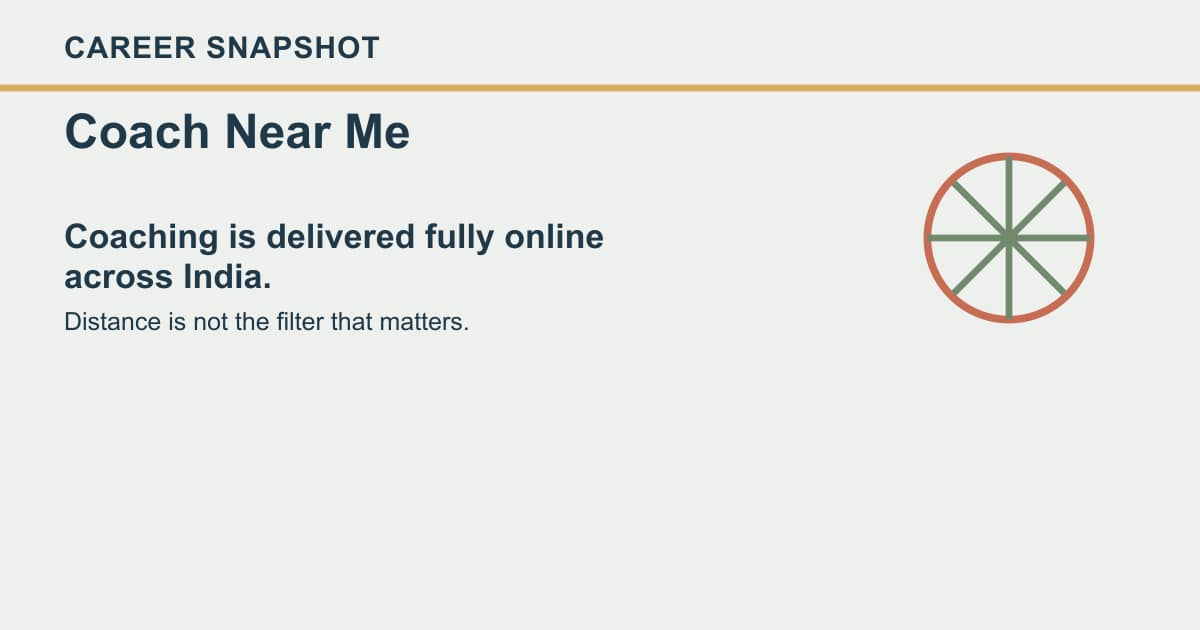 CAREER SNAPSHOT
Coach Near Me
Coaching is delivered fully online
across India.
Distance is not the filter that matters.